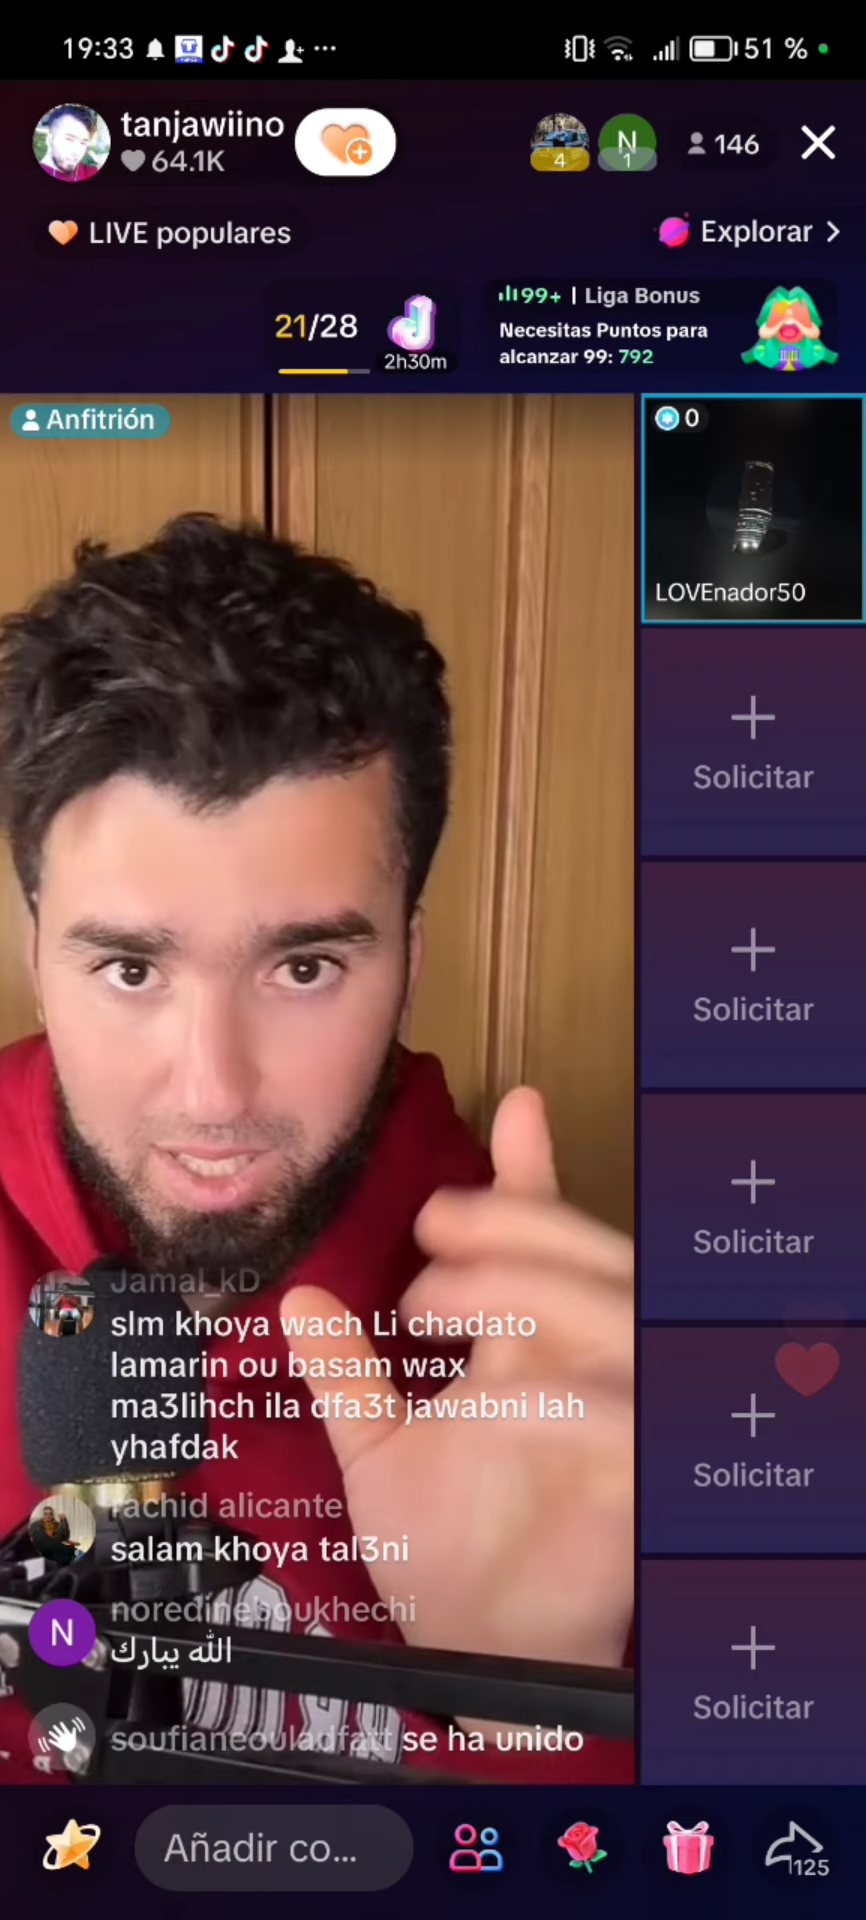 19:33
51 %
tanjawiino
64.1K
4
N
1
146
LIVE populares
Explorar
21/28
2h30m
99+ | Liga Bonus
Necesitas Puntos para
alcanzar 99: 792
Anfitrión
0
LOVEnador50
Solicitar
Solicitar
Solicitar
Solicitar
Solicitar
Jamal_kD
slm khoya wach Li chadato
lamarin ou basam wax
ma3lihch ila dfa3t jawabni lah
yhafdak
rachid alicante
salam khoya tal3ni
N
noredineboukhechi
الله يبارك
soufianeouladfatt se ha unido
Añadir co...
125